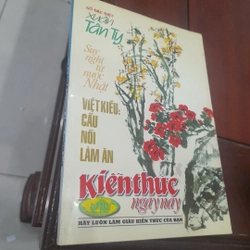 SỐ ĐẶC BIỆT
XUÂN
TÂN TỴ
Suy
nghĩ
từ
nước
Nhật
VIỆT KIỀU:
CẦU
NỐI
LÀM ĂN
Kiến thức
ngày nay
HÃY LUÔN LÀM GIÀU KIẾN THỨC CỦA BẠN